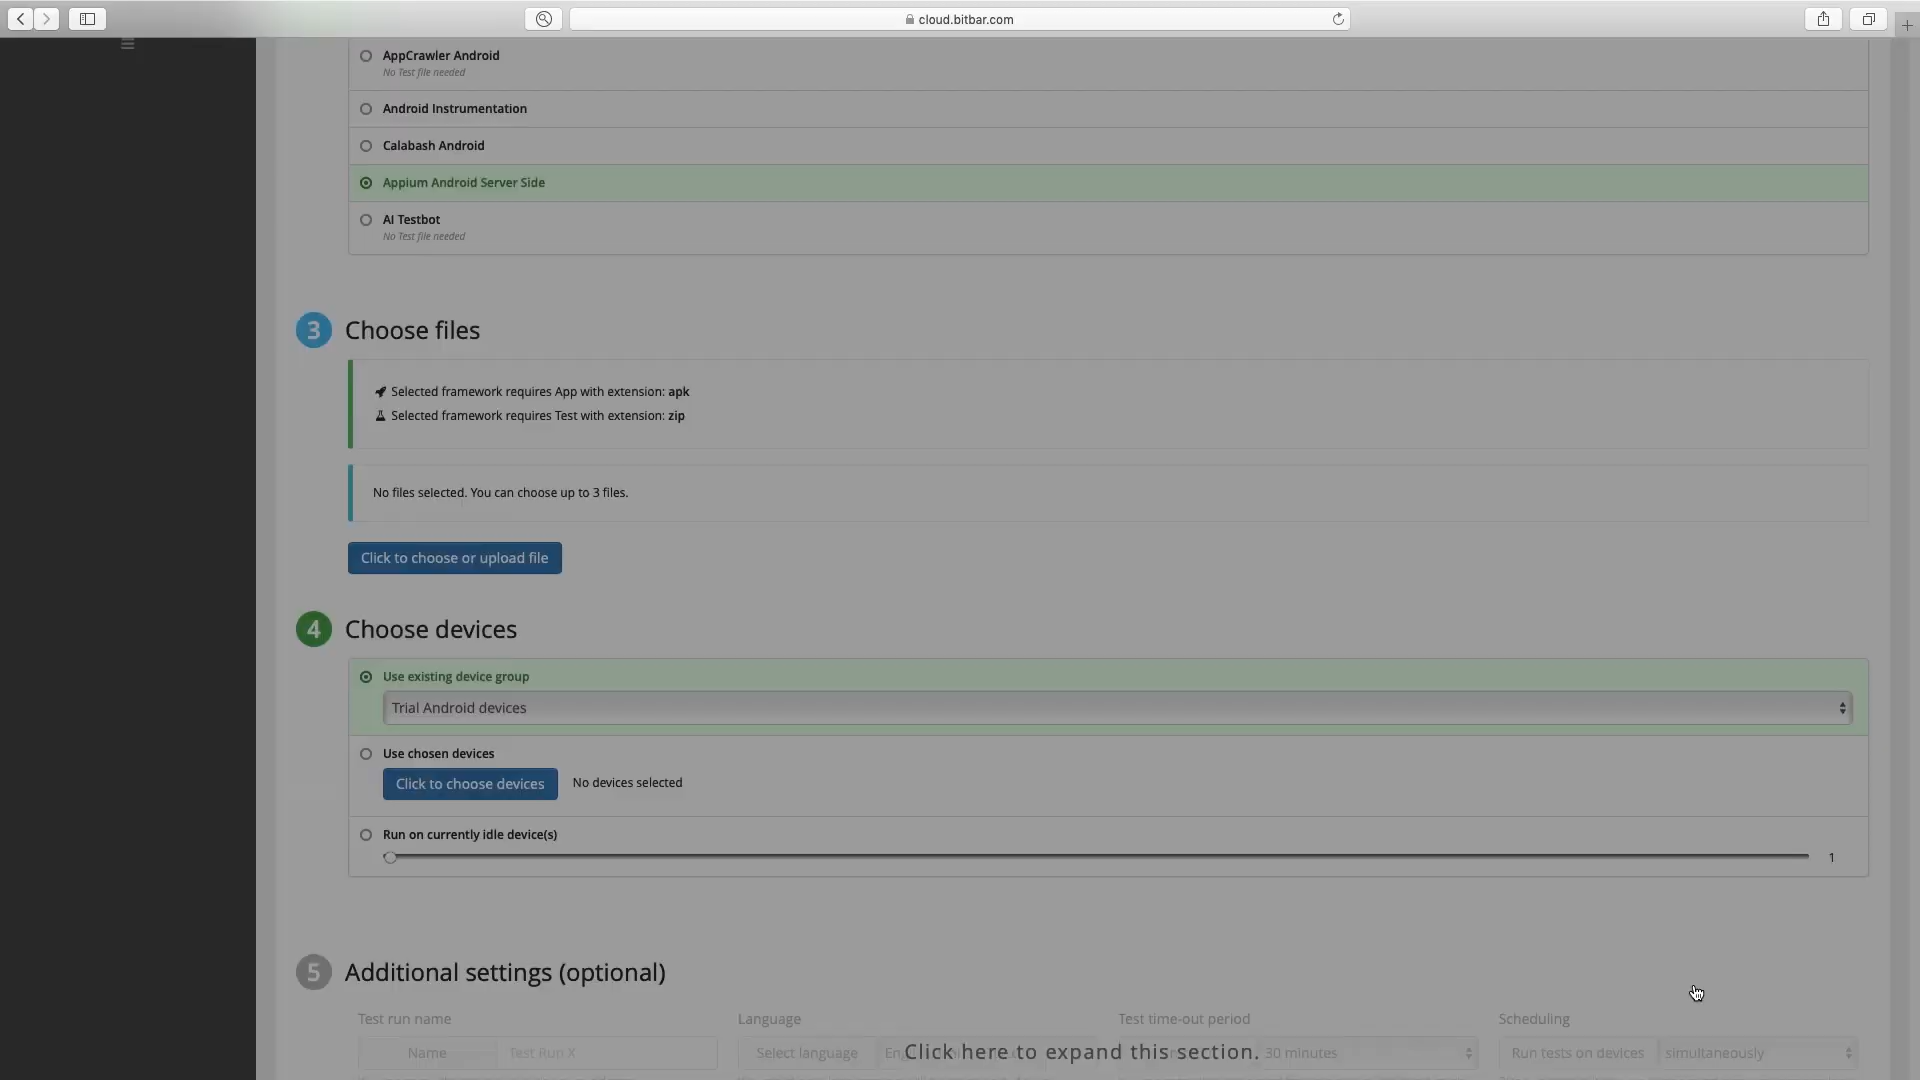 cloud.bitbar.com
AppCrawler Android
No Test file needed
Android Instrumentation
Calabash Android
Appium Android Server Side
AI Testbot
No Test file needed
3 Choose files
Selected framework requires App with extension: apk
Selected framework requires Test with extension: zip
No files selected. You can choose up to 3 files.
Click to choose or upload file
4 Choose devices
Use existing device group
Trial Android devices
Use chosen devices
Click to choose devices No devices selected
Run on currently idle device(s)
1
5 Additional settings (optional)
Test run name Language Test time-out period Scheduling
Name Test Run X Select language Click here to expand this section. 30 minutes Run tests on devices simultaneously